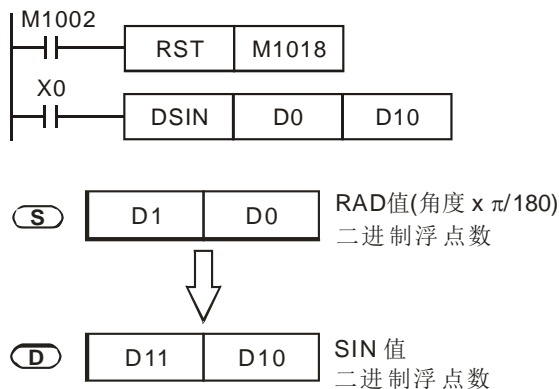 M1002
RST M1018
X0
DSIN D0 D10
S D1 D0 RAD值(角度 x π/180)
二进制浮点数
D D11 D10 SIN 值
二进制浮点数